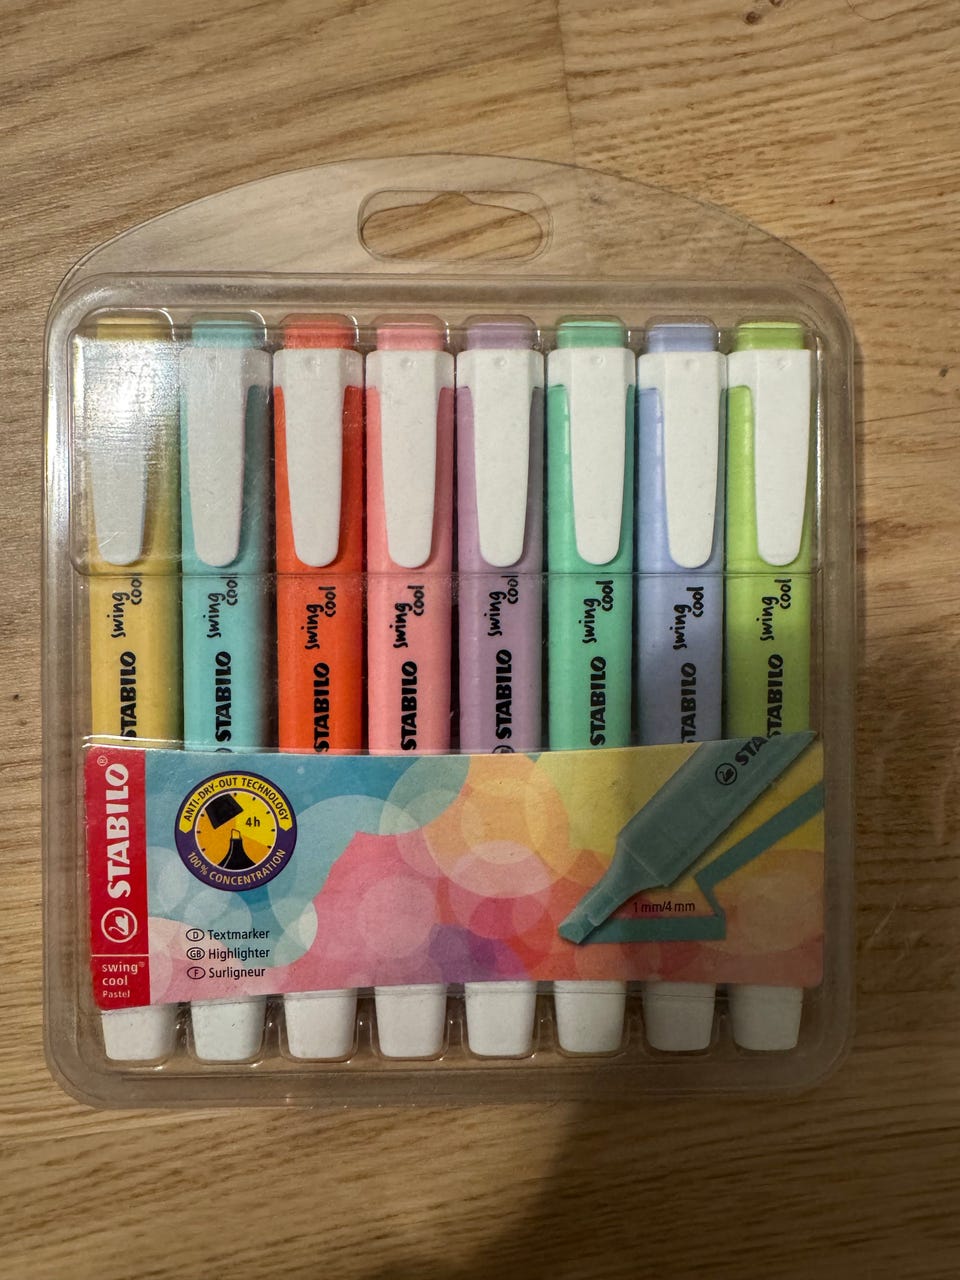 swing
cool
STABILO
swing
cool
STABILO
swing
cool
STABILO
swing
cool
STABILO
swing
cool
STABILO
swing
cool
STABILO
swing
cool
STABILO
swing
cool
STABILO
STABILO®
swing®
cool
Pastel
ANTI-DRY-OUT TECHNOLOGY
4h
100% CONCENTRATION
D Textmarker
GB Highlighter
F Surligneur
STA
1 mm/4 mm